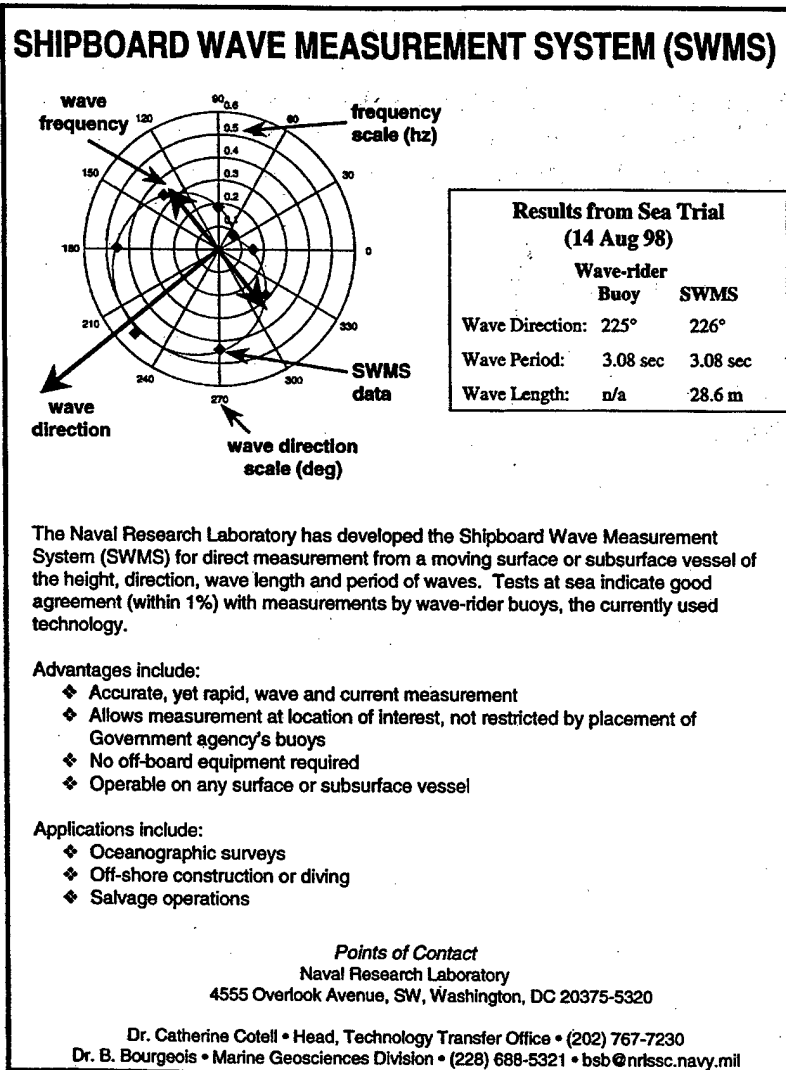 SHIPBOARD WAVE MEASUREMENT SYSTEM (SWMS)
wave
frequency
frequency
scale (hz)
90
0.6
0.5
0.4
0.3
0.2
0.1
120
60
150
30
180
0
210
330
240
300
270
SWMS
data
wave
direction
wave direction
scale (deg)
Results from Sea Trial
(14 Aug 98)
Wave-rider
Buoy SWMS
Wave Direction: 225° 226°
Wave Period: 3.08 sec 3.08 sec
Wave Length: n/a 28.6 m
The Naval Research Laboratory has developed the Shipboard Wave Measurement
System (SWMS) for direct measurement from a moving surface or subsurface vessel of
the height, direction, wave length and period of waves. Tests at sea indicate good
agreement (within 1%) with measurements by wave-rider buoys, the currently used
technology.
Advantages include:
❖ Accurate, yet rapid, wave and current measurement
❖ Allows measurement at location of interest, not restricted by placement of
Government agency's buoys
❖ No off-board equipment required
❖ Operable on any surface or subsurface vessel
Applications include:
❖ Oceanographic surveys
❖ Off-shore construction or diving
❖ Salvage operations
Points of Contact
Naval Research Laboratory
4555 Overlook Avenue, SW, Washington, DC 20375-5320
Dr. Catherine Cotell • Head, Technology Transfer Office • (202) 767-7230
Dr. B. Bourgeois • Marine Geosciences Division • (228) 688-5321 • bsb@nrlssc.navy.mil